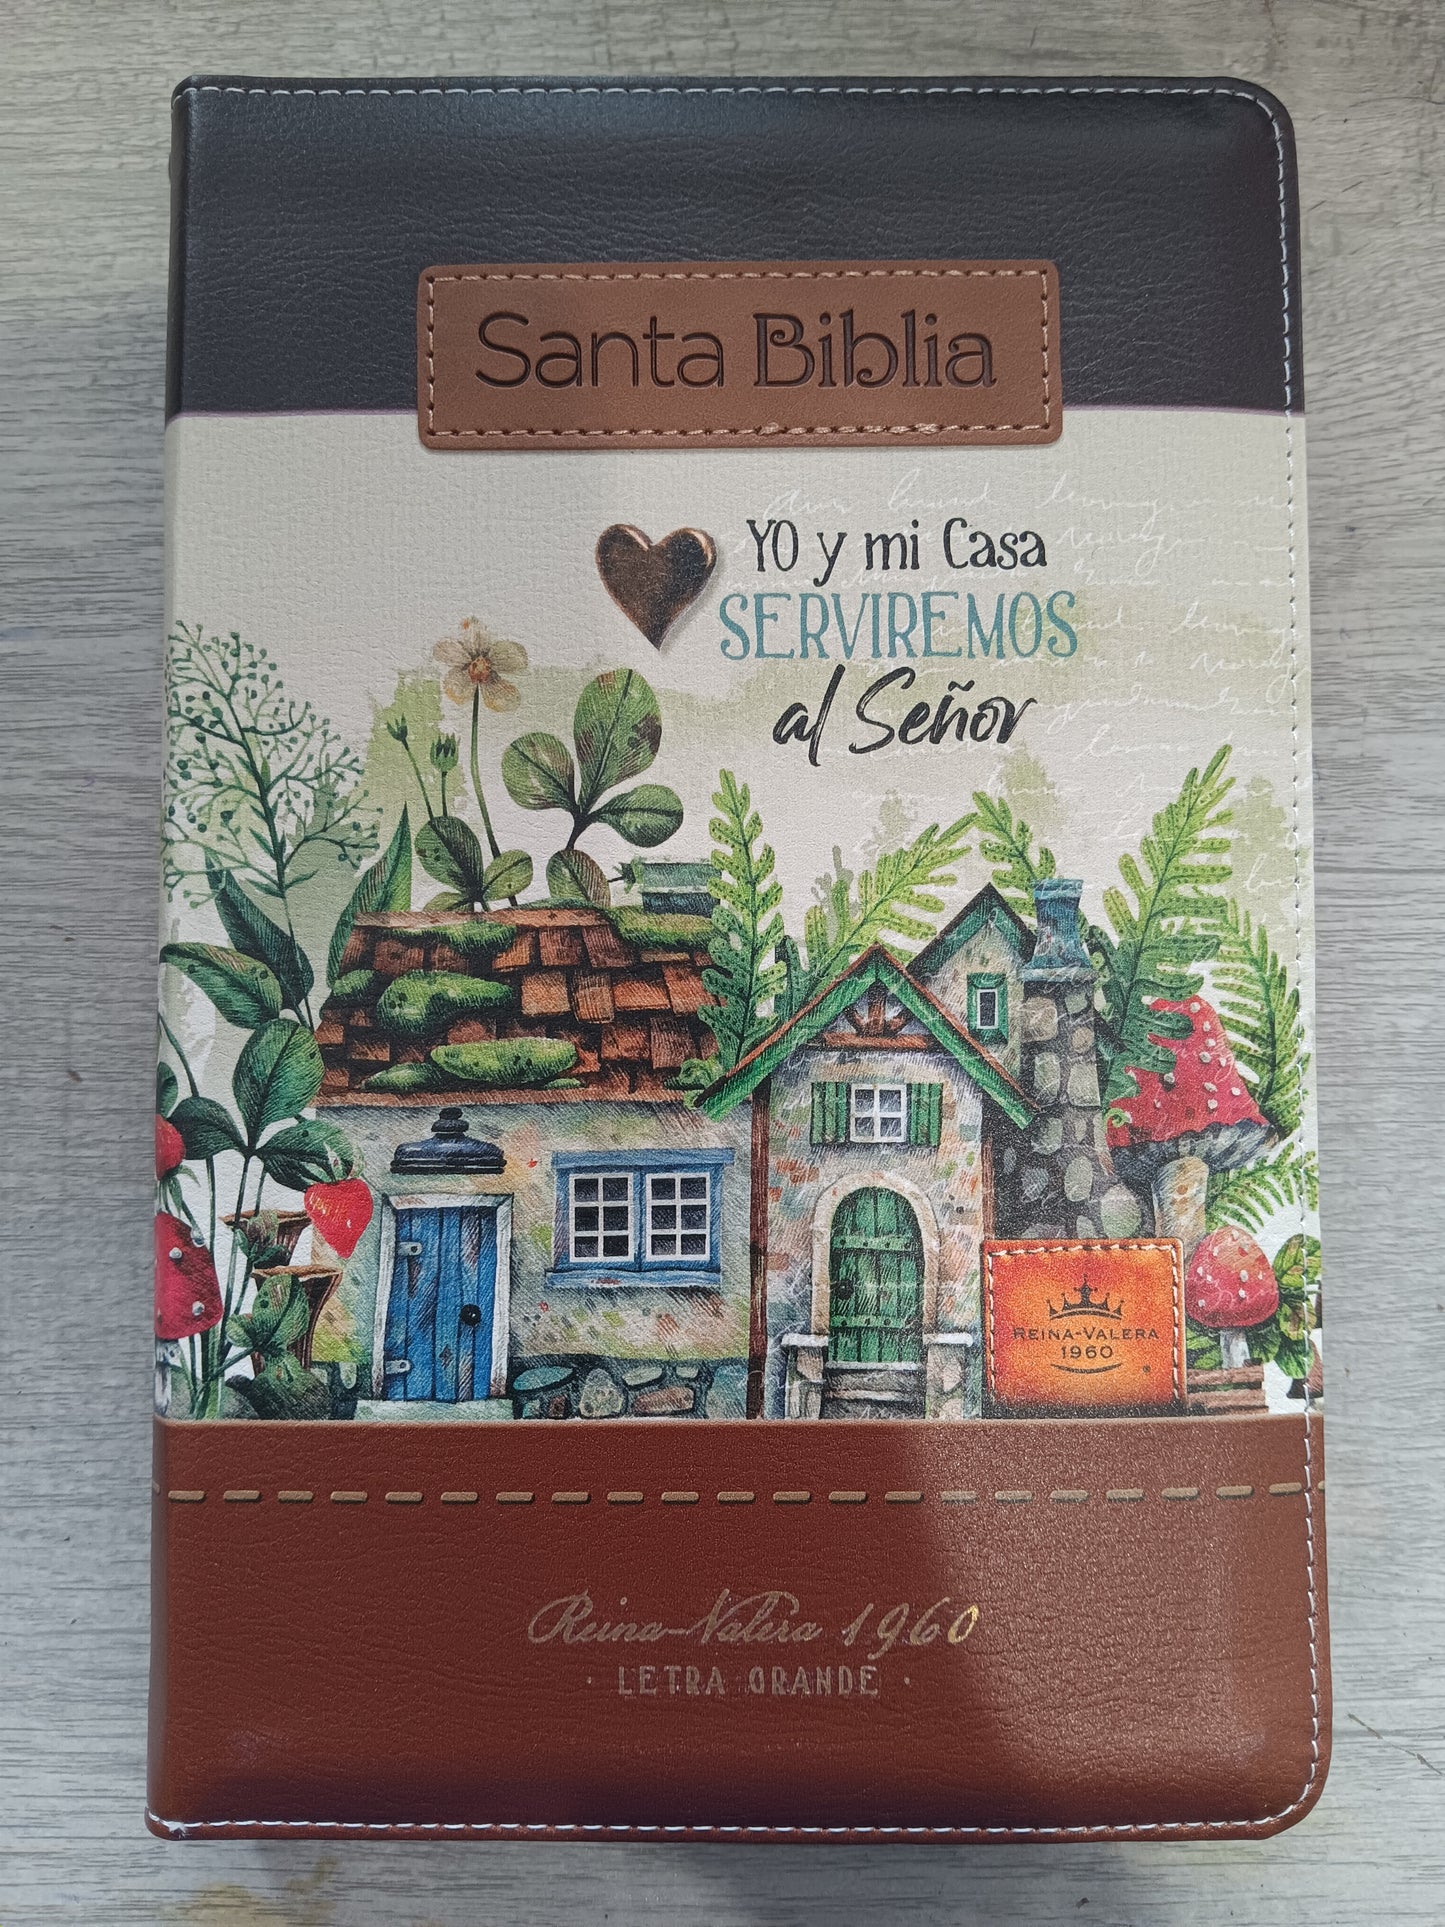 Santa Biblia
YO y mi Casa
SERVIREMOS
al Señor
REINA-VALERA
1960
Reina-Valera 1960
· LETRA GRANDE ·